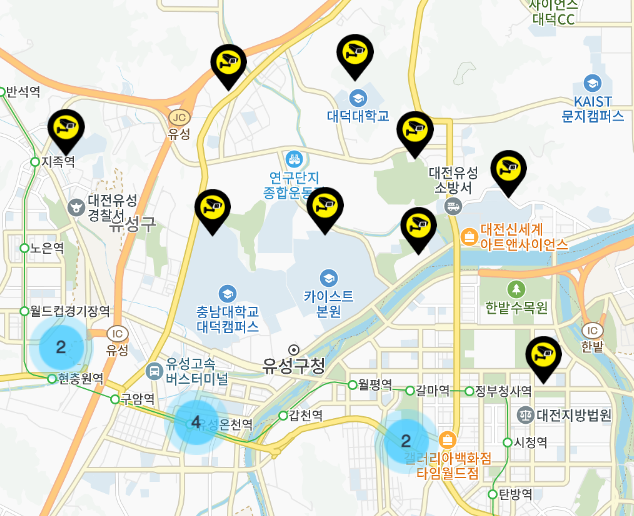 사이언스
대덕CC
반석역
JC
유성
대덕대학교
KAIST
문지캠퍼스
지족역
연구단지
종합운동장
대전유성
소방서
대전유성
경찰서
유성구
대전신세계
아트앤사이언스
노은역
월드컵경기장역
충남대학교
대덕캠퍼스
카이스트
본원
한밭수목원
IC
유성
IC
한밭
2
유성구청
유성고속
버스터미널
현충원역
월평역
갈마역
정부청사역
구암역
4
유성온천역
갑천역
대전지방법원
2
갤러리아백화점
타임월드점
시청역
탄방역